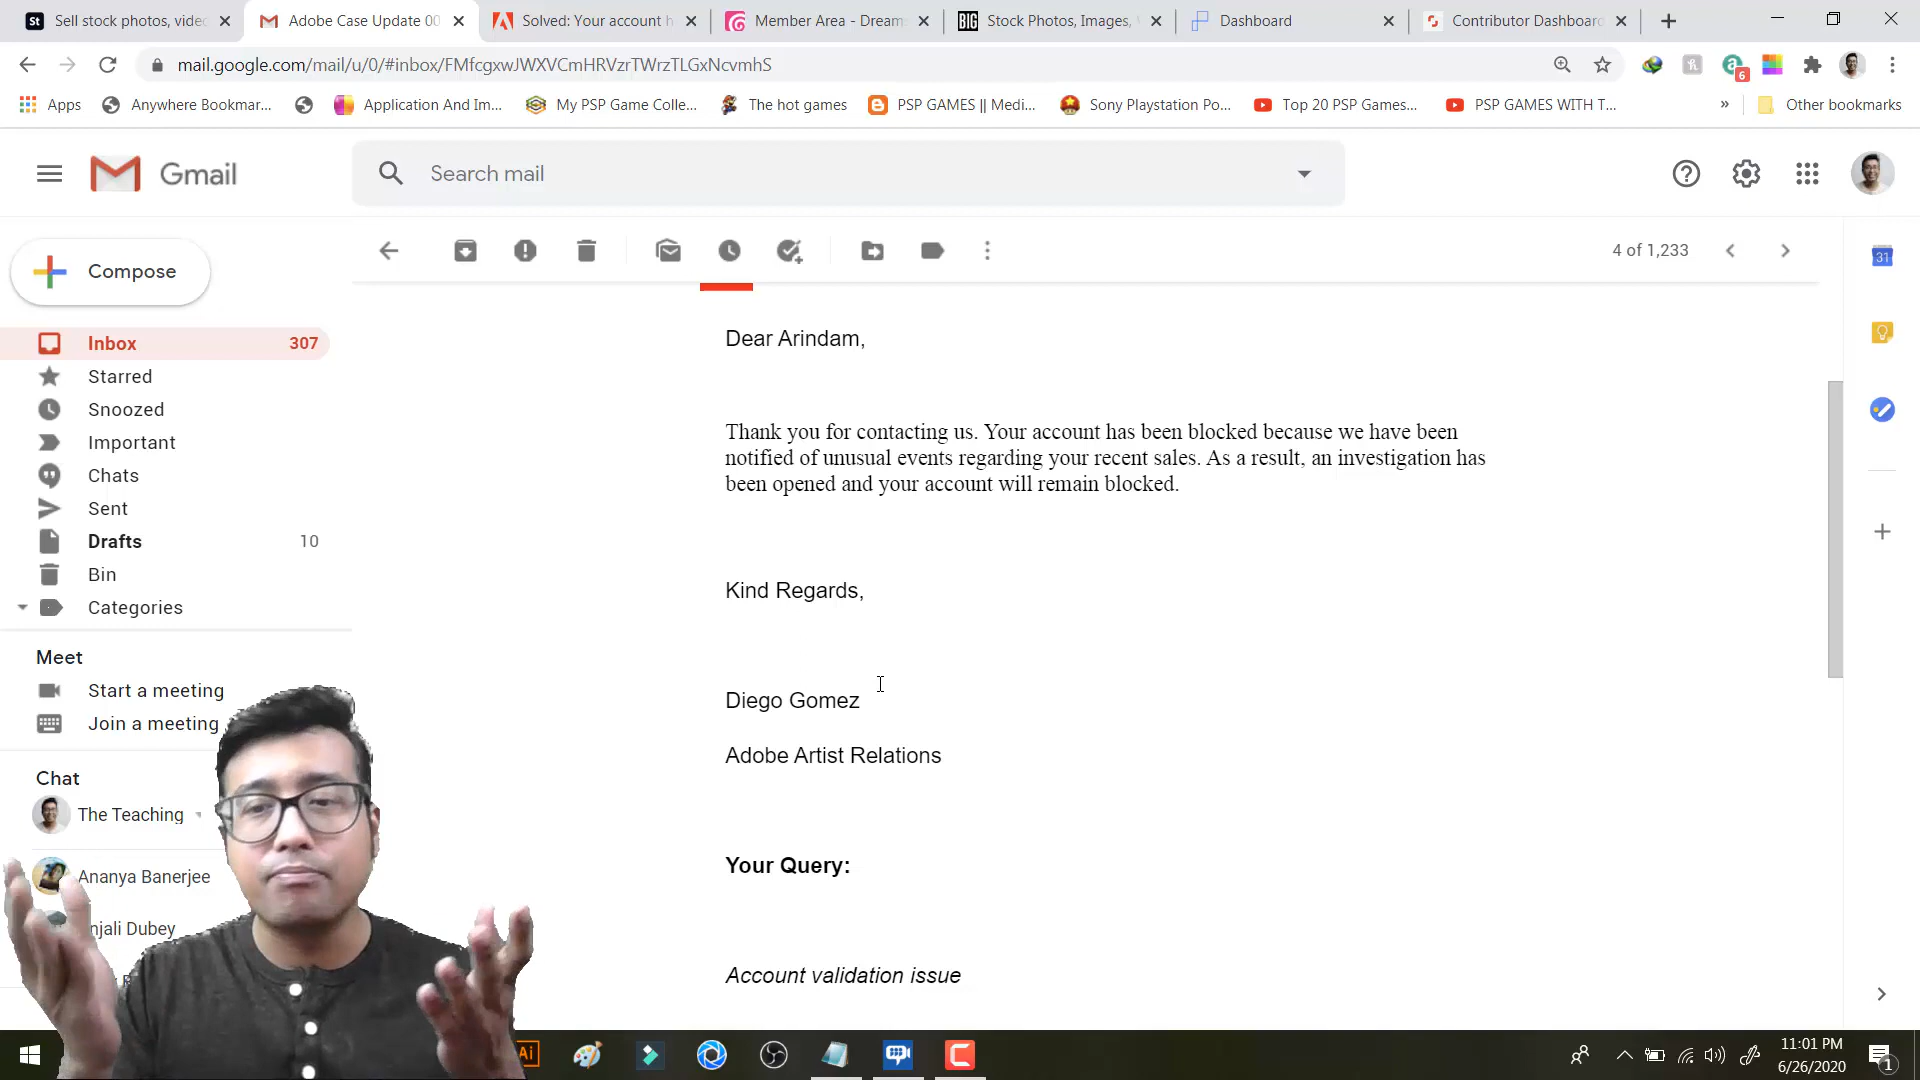 Sell stock photos, video
Adobe Case Update 00
Solved: Your account h
Member Area - Dream
Stock Photos, Images,
Dashboard
Contributor Dashboard
mail.google.com/mail/u/0/#inbox/FMfcgxwJWXVCmHRVzrTWrzTLGxNcvmhS
6
Apps
Anywhere Bookmar...
Application And Im...
My PSP Game Colle...
The hot games
PSP GAMES || Medi...
Sony Playstation Po...
Top 20 PSP Games...
PSP GAMES WITH T...
»
Other bookmarks
Gmail
Search mail
4 of 1,233
31
Compose
Inbox 307
Starred
Snoozed
Important
Chats
Sent
Drafts 10
Bin
Categories
Meet
Start a meeting
Join a meeting
Chat
The Teaching
Ananya Banerjee
njali Dubey
Dear Arindam,
Thank you for contacting us. Your account has been blocked because we have been
notified of unusual events regarding your recent sales. As a result, an investigation has
been opened and your account will remain blocked.
Kind Regards,
Diego Gomez
Adobe Artist Relations
Your Query:
Account validation issue
11:01 PM
6/26/2020
1